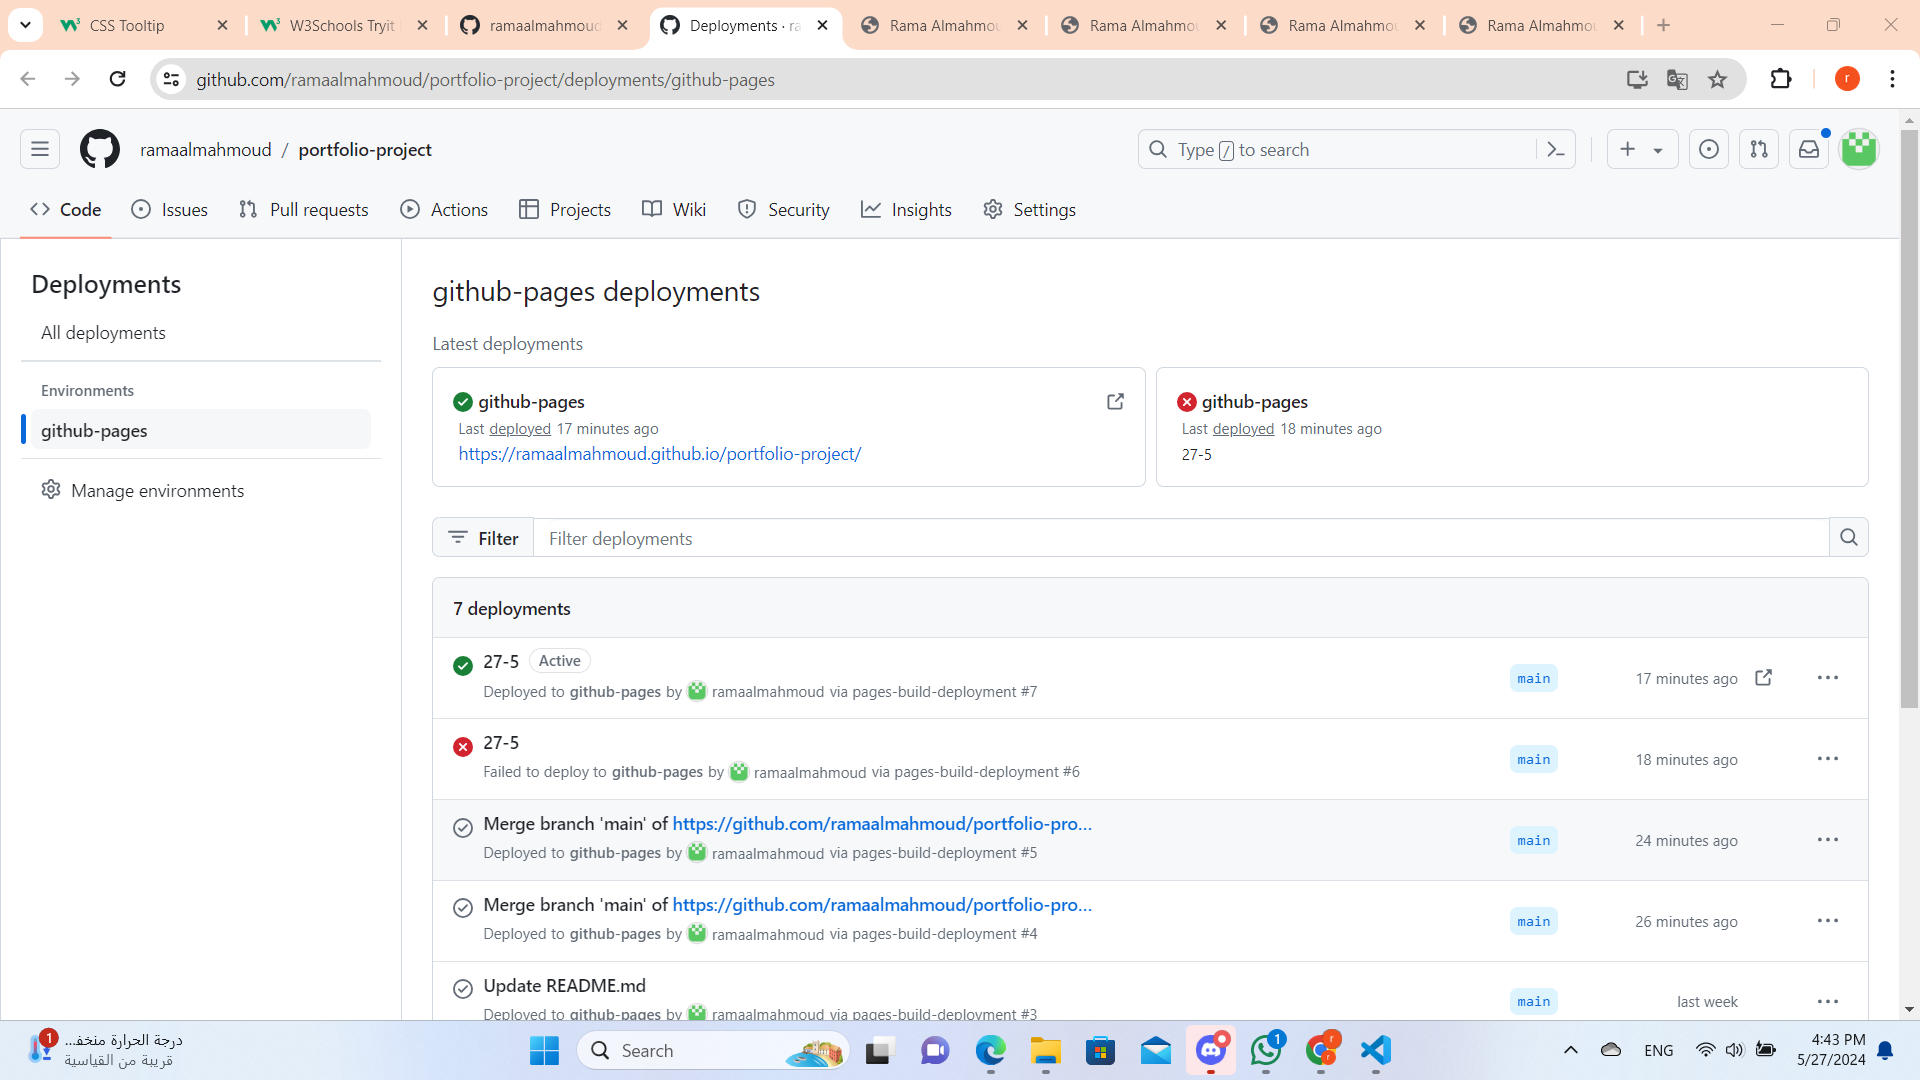 CSS Tooltip
W3Schools Tryit
ramaalmahmoud
Deployments · ra
Rama Almahmou
Rama Almahmou
Rama Almahmou
Rama Almahmou
github.com/ramaalmahmoud/portfolio-project/deployments/github-pages
r
ramaalmahmoud / portfolio-project
Type / to search
Code
Issues
Pull requests
Actions
Projects
Wiki
Security
Insights
Settings
Deployments
All deployments
Environments
github-pages
Manage environments
github-pages deployments
Latest deployments
github-pages
Last deployed 17 minutes ago
https://ramaalmahmoud.github.io/portfolio-project/
github-pages
Last deployed 18 minutes ago
27-5
Filter
Filter deployments
7 deployments
27-5 Active
Deployed to github-pages by ramaalmahmoud via pages-build-deployment #7
main
17 minutes ago
27-5
Failed to deploy to github-pages by ramaalmahmoud via pages-build-deployment #6
main
18 minutes ago
Merge branch 'main' of https://github.com/ramaalmahmoud/portfolio-pro...
Deployed to github-pages by ramaalmahmoud via pages-build-deployment #5
main
24 minutes ago
Merge branch 'main' of https://github.com/ramaalmahmoud/portfolio-pro...
Deployed to github-pages by ramaalmahmoud via pages-build-deployment #4
main
26 minutes ago
Update README.md
Deployed to github-pages by ramaalmahmoud via pages-build-deployment #3
main
last week
1
درجة الحرارة منخفـ...
قريبة من القياسية
Search
1
r
r
ENG
4:43 PM
5/27/2024